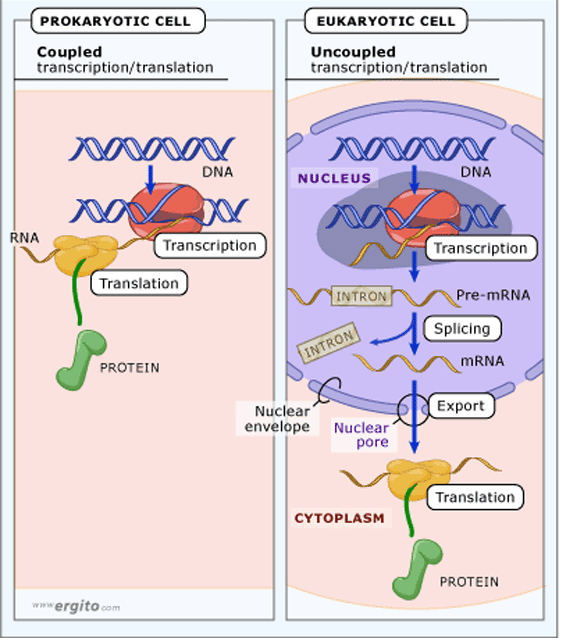 PROKARYOTIC CELL
Coupled
transcription/translation
DNA
RNA
Transcription
Translation
PROTEIN
www.ergito.com
EUKARYOTIC CELL
Uncoupled
transcription/translation
NUCLEUS
DNA
Transcription
INTRON
Pre-mRNA
Splicing
INTRON
mRNA
Nuclear
envelope
Export
Nuclear
pore
Translation
CYTOPLASM
PROTEIN